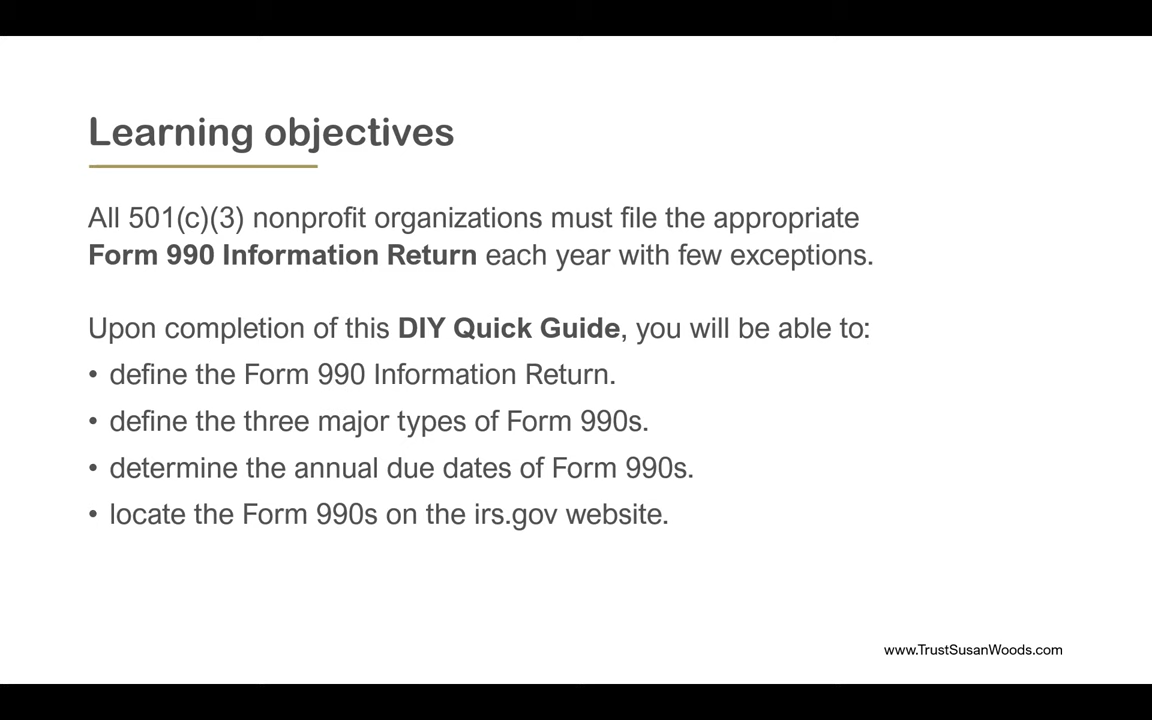 Learning objectives
All 501(c)(3) nonprofit organizations must file the appropriate
Form 990 Information Return each year with few exceptions.
Upon completion of this DIY Quick Guide, you will be able to:
• define the Form 990 Information Return.
• define the three major types of Form 990s.
• determine the annual due dates of Form 990s.
• locate the Form 990s on the irs.gov website.
www.TrustSusanWoods.com